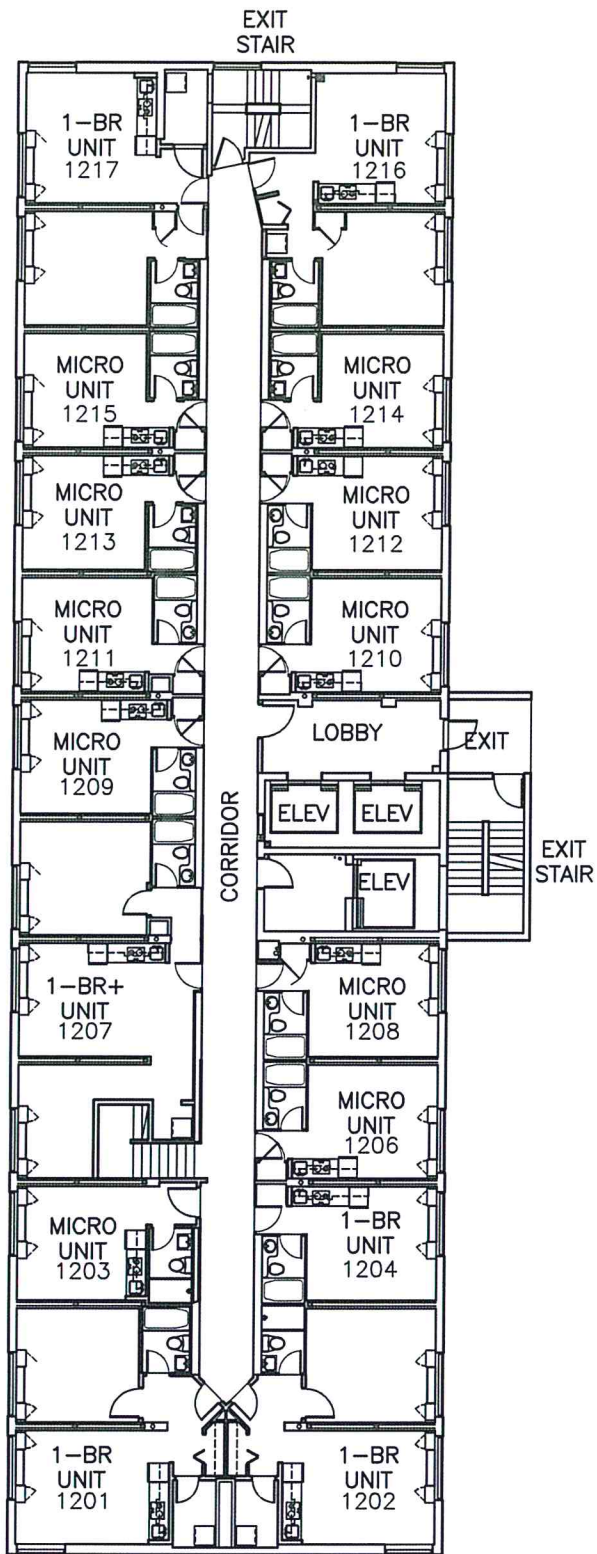 EXIT
STAIR
1-BR
UNIT
1217
1-BR
UNIT
1216
MICRO
UNIT
1215
MICRO
UNIT
1214
MICRO
UNIT
1213
MICRO
UNIT
1212
MICRO
UNIT
1211
MICRO
UNIT
1210
MICRO
UNIT
1209
LOBBY
EXIT
ELEV
ELEV
CORRIDOR
EXIT
STAIR
ELEV
1-BR+
UNIT
1207
MICRO
UNIT
1208
MICRO
UNIT
1206
MICRO
UNIT
1203
1-BR
UNIT
1204
1-BR
UNIT
1201
1-BR
UNIT
1202